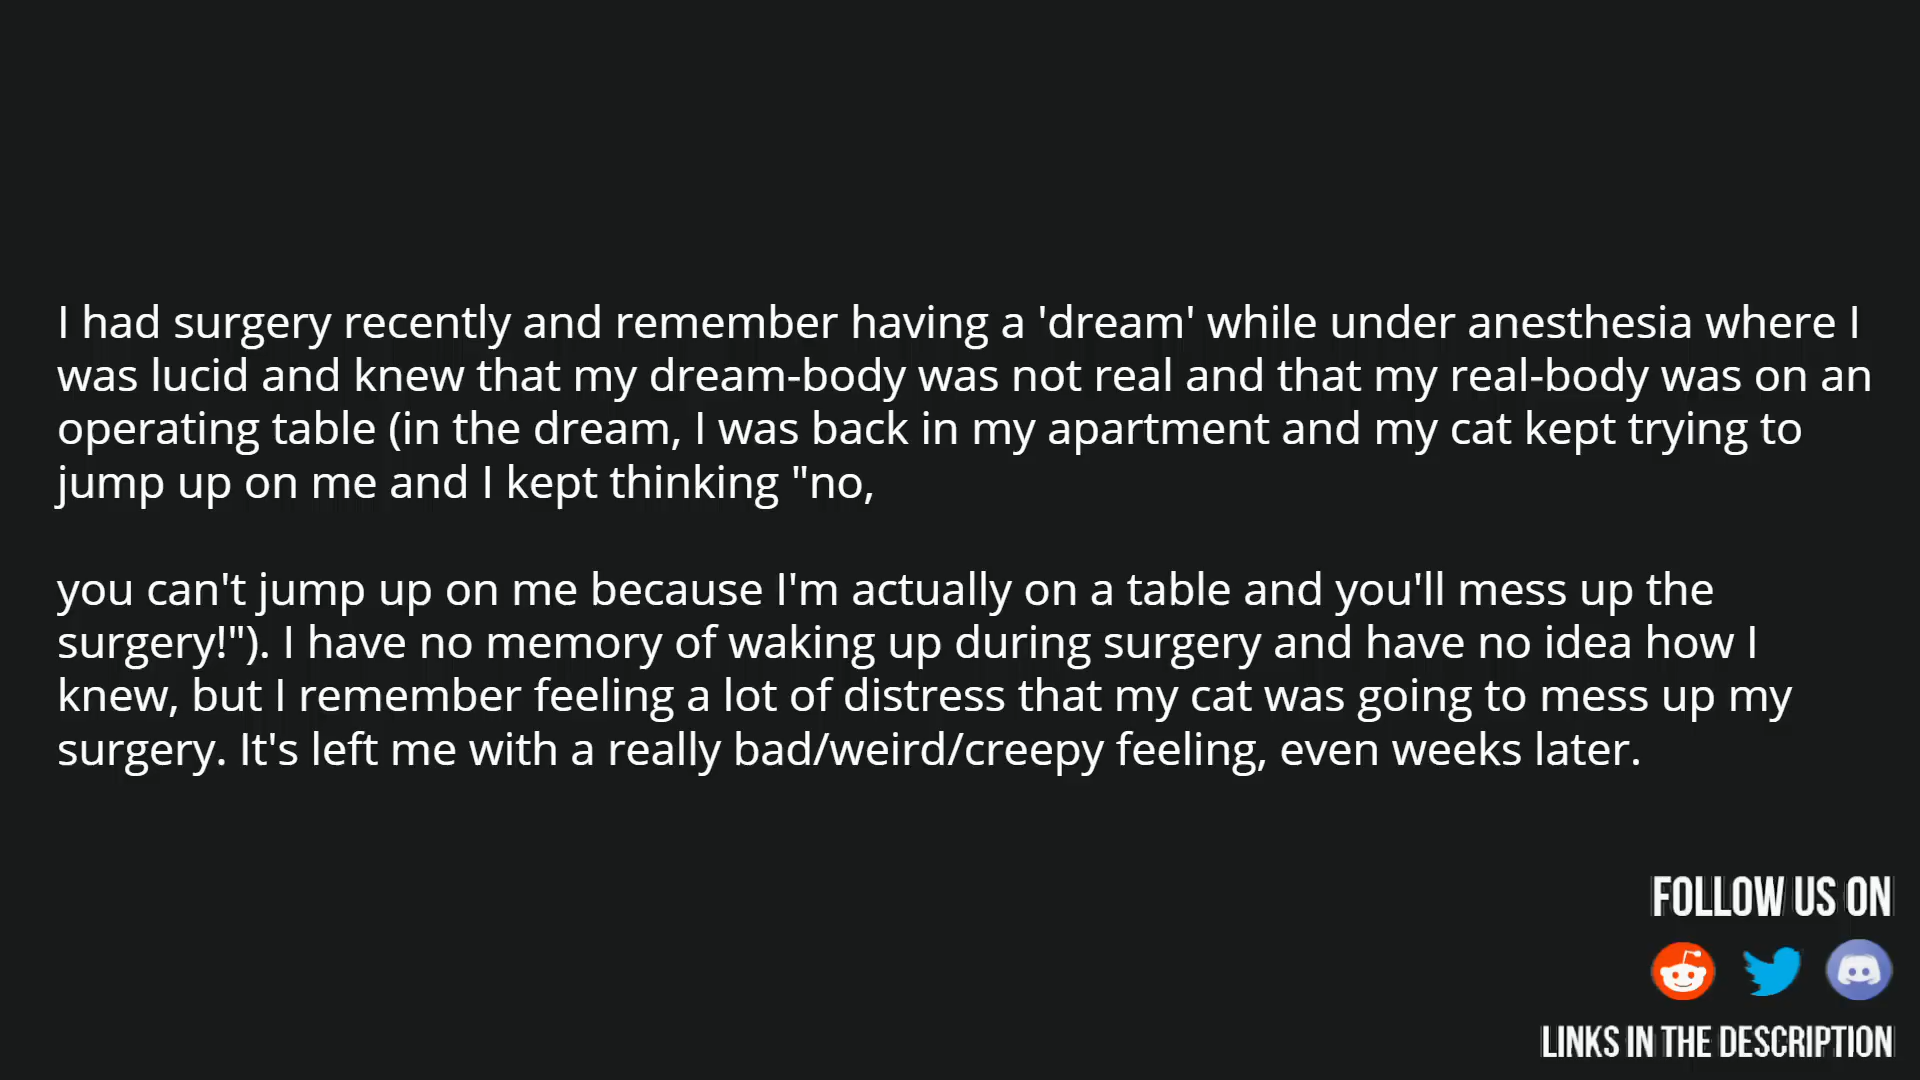 I had surgery recently and remember having a 'dream' while under anesthesia where I
was lucid and knew that my dream-body was not real and that my real-body was on an
operating table (in the dream, I was back in my apartment and my cat kept trying to
jump up on me and I kept thinking "no,
you can't jump up on me because I'm actually on a table and you'll mess up the
surgery!"). I have no memory of waking up during surgery and have no idea how I
knew, but I remember feeling a lot of distress that my cat was going to mess up my
surgery. It's left me with a really bad/weird/creepy feeling, even weeks later.
FOLLOW US ON
LINKS IN THE DESCRIPTION